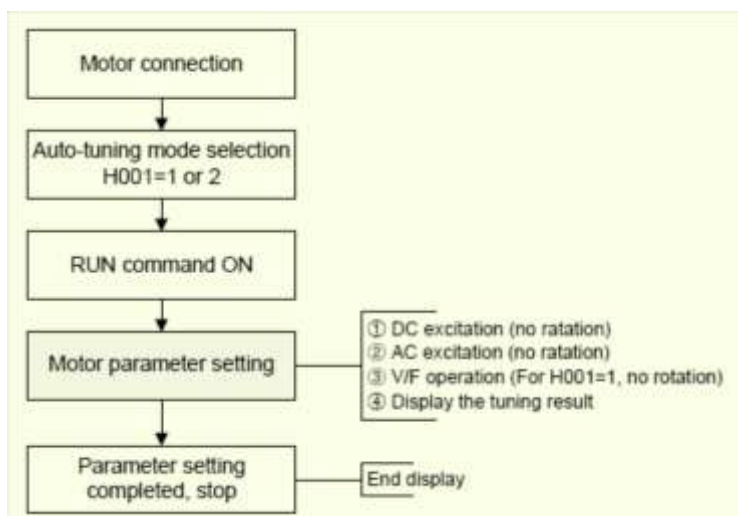 Motor connection
Auto-tuning mode selection
H001=1 or 2
RUN command ON
Motor parameter setting
① DC excitation (no ratation)
② AC excitation (no ratation)
③ V/F operation (For H001=1, no rotation)
④ Display the tuning result
Parameter setting
completed, stop
End display